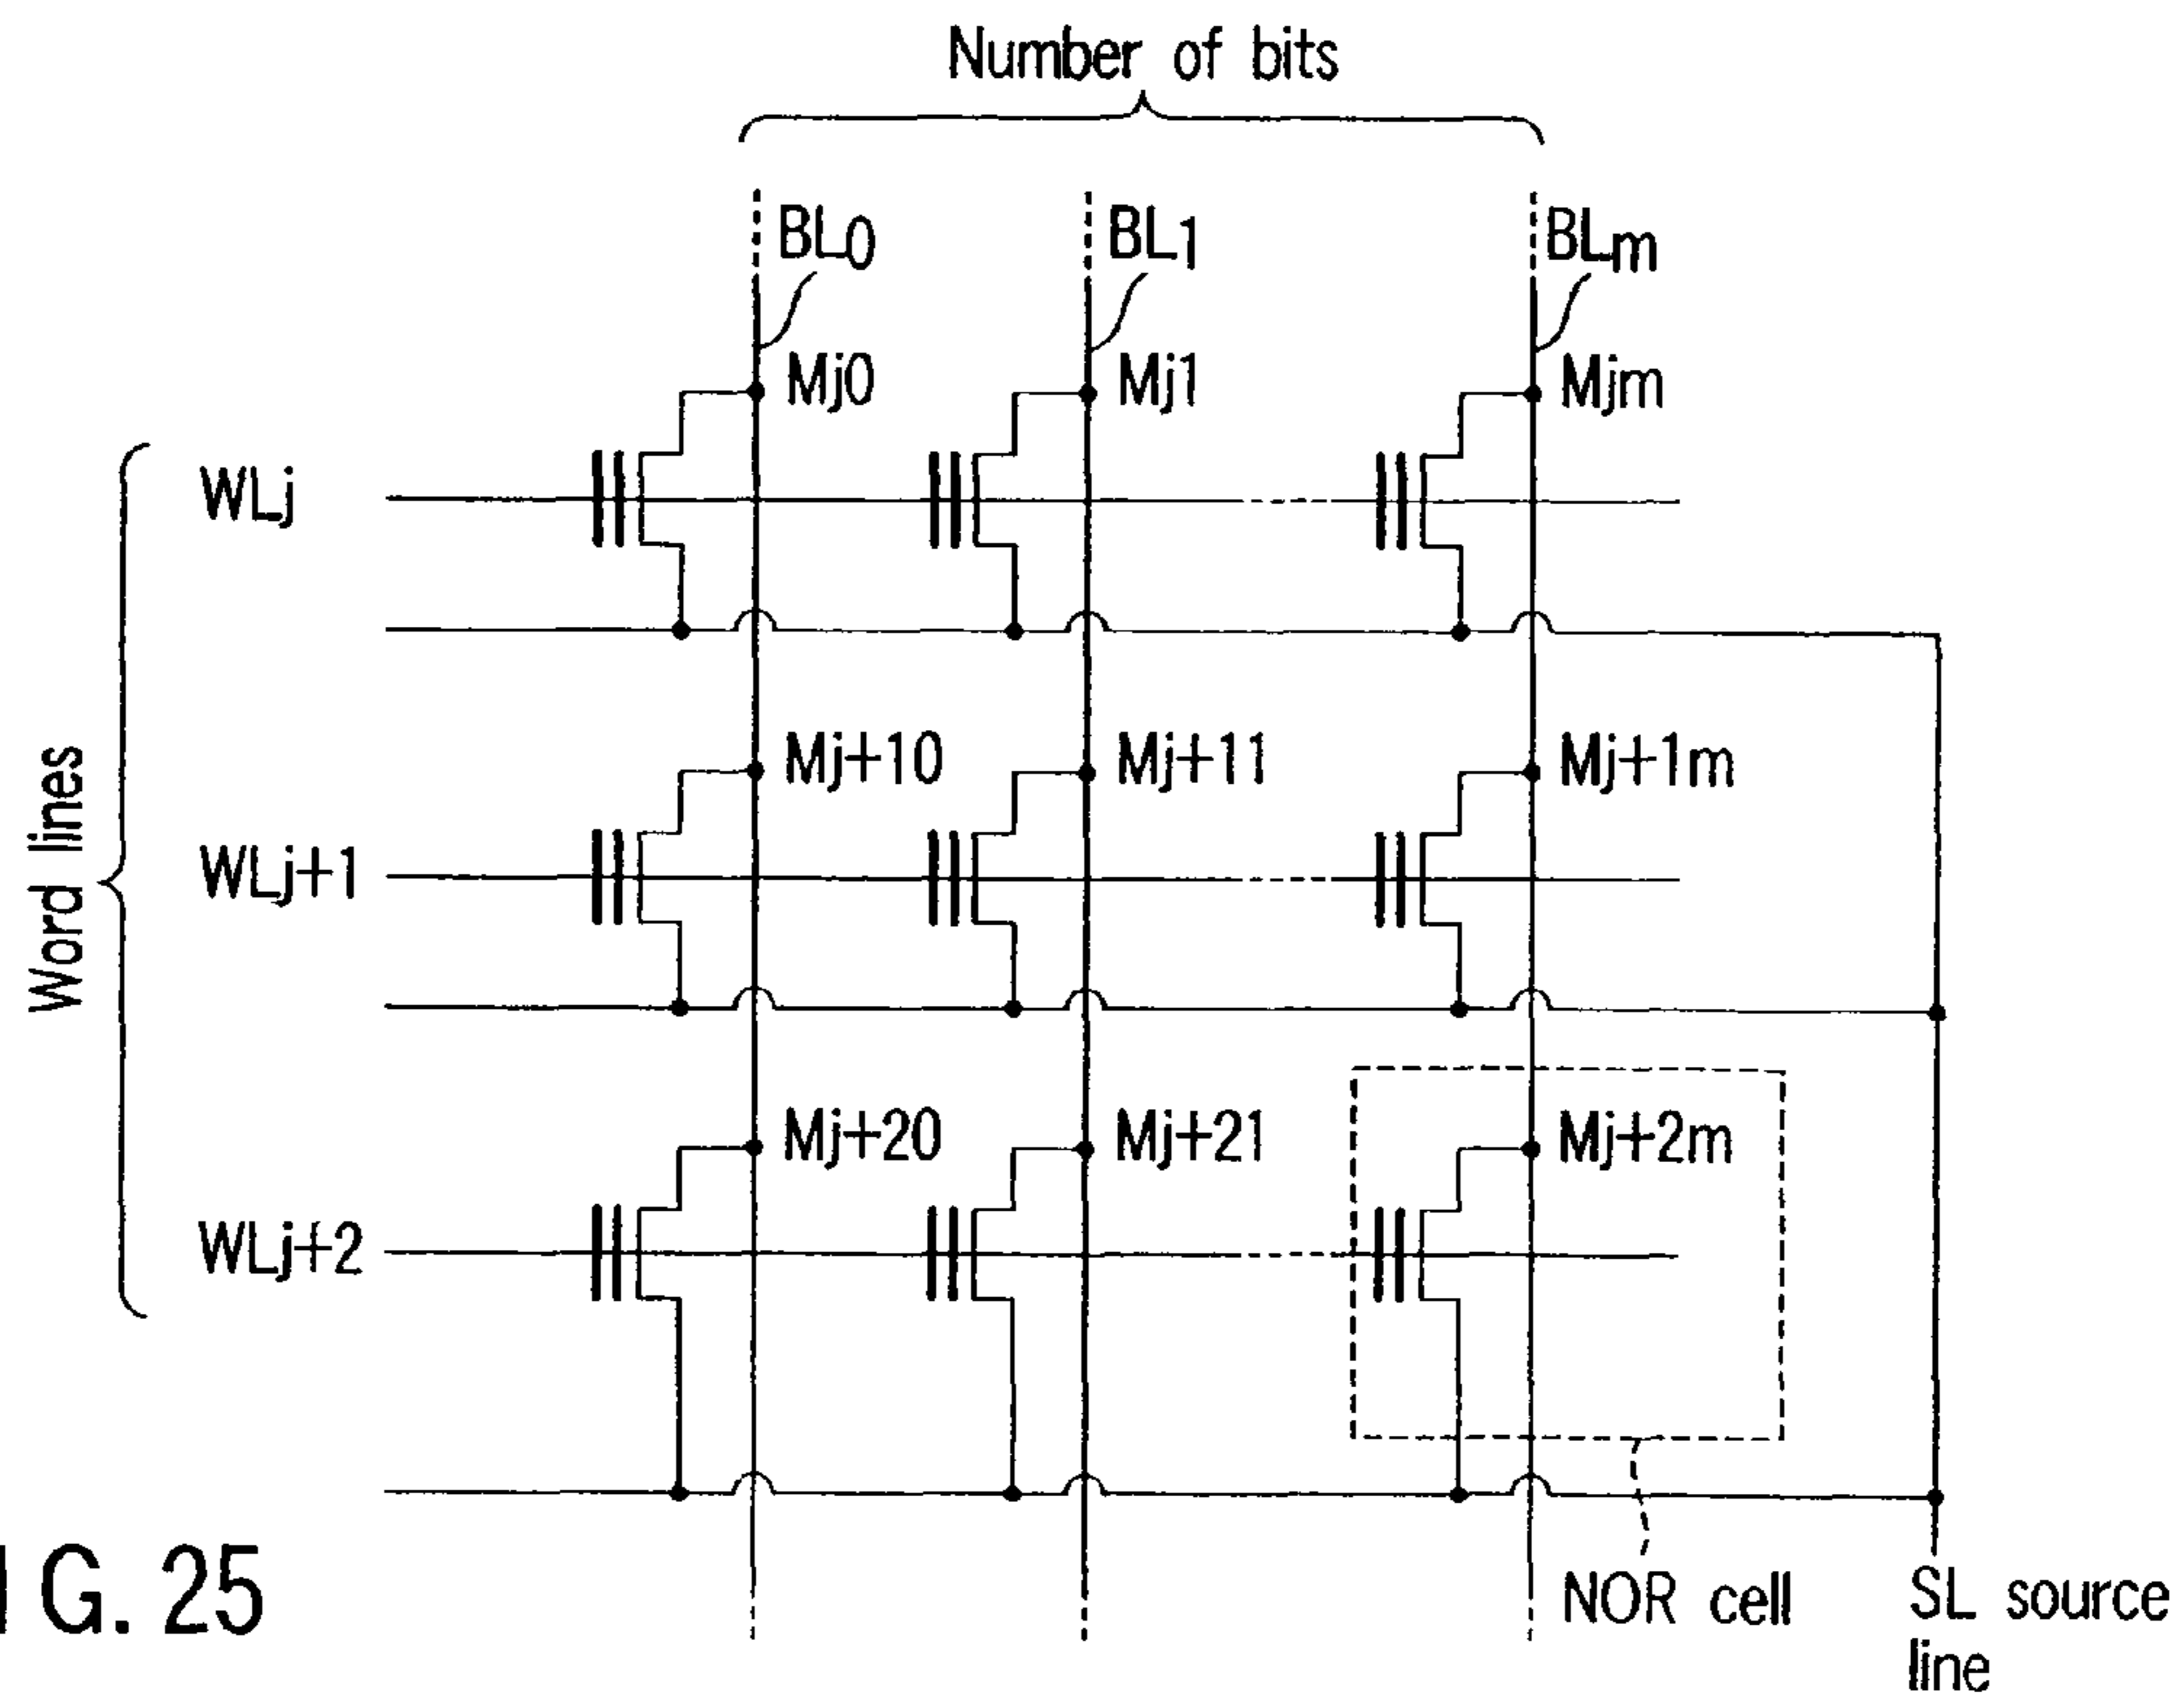 Number of bits
BL0
BL1
BLm
Mj0
Mj1
Mjm
WLj
Word lines
Mj+10
Mj+11
Mj+1m
WLj+1
Mj+20
Mj+21
Mj+2m
WLj+2
NOR cell
SL source
line
IG. 25